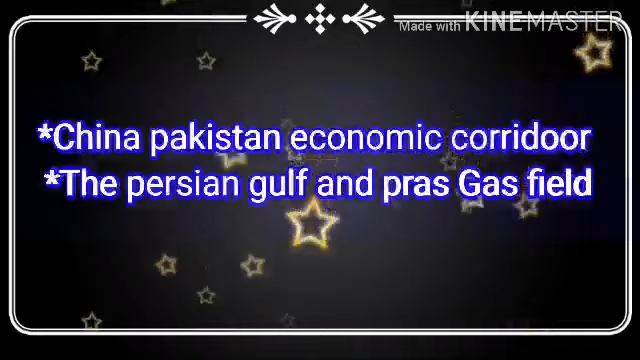 Made with KINEMASTER
*China pakistan economic corridoor
*The persian gulf and pras Gas field